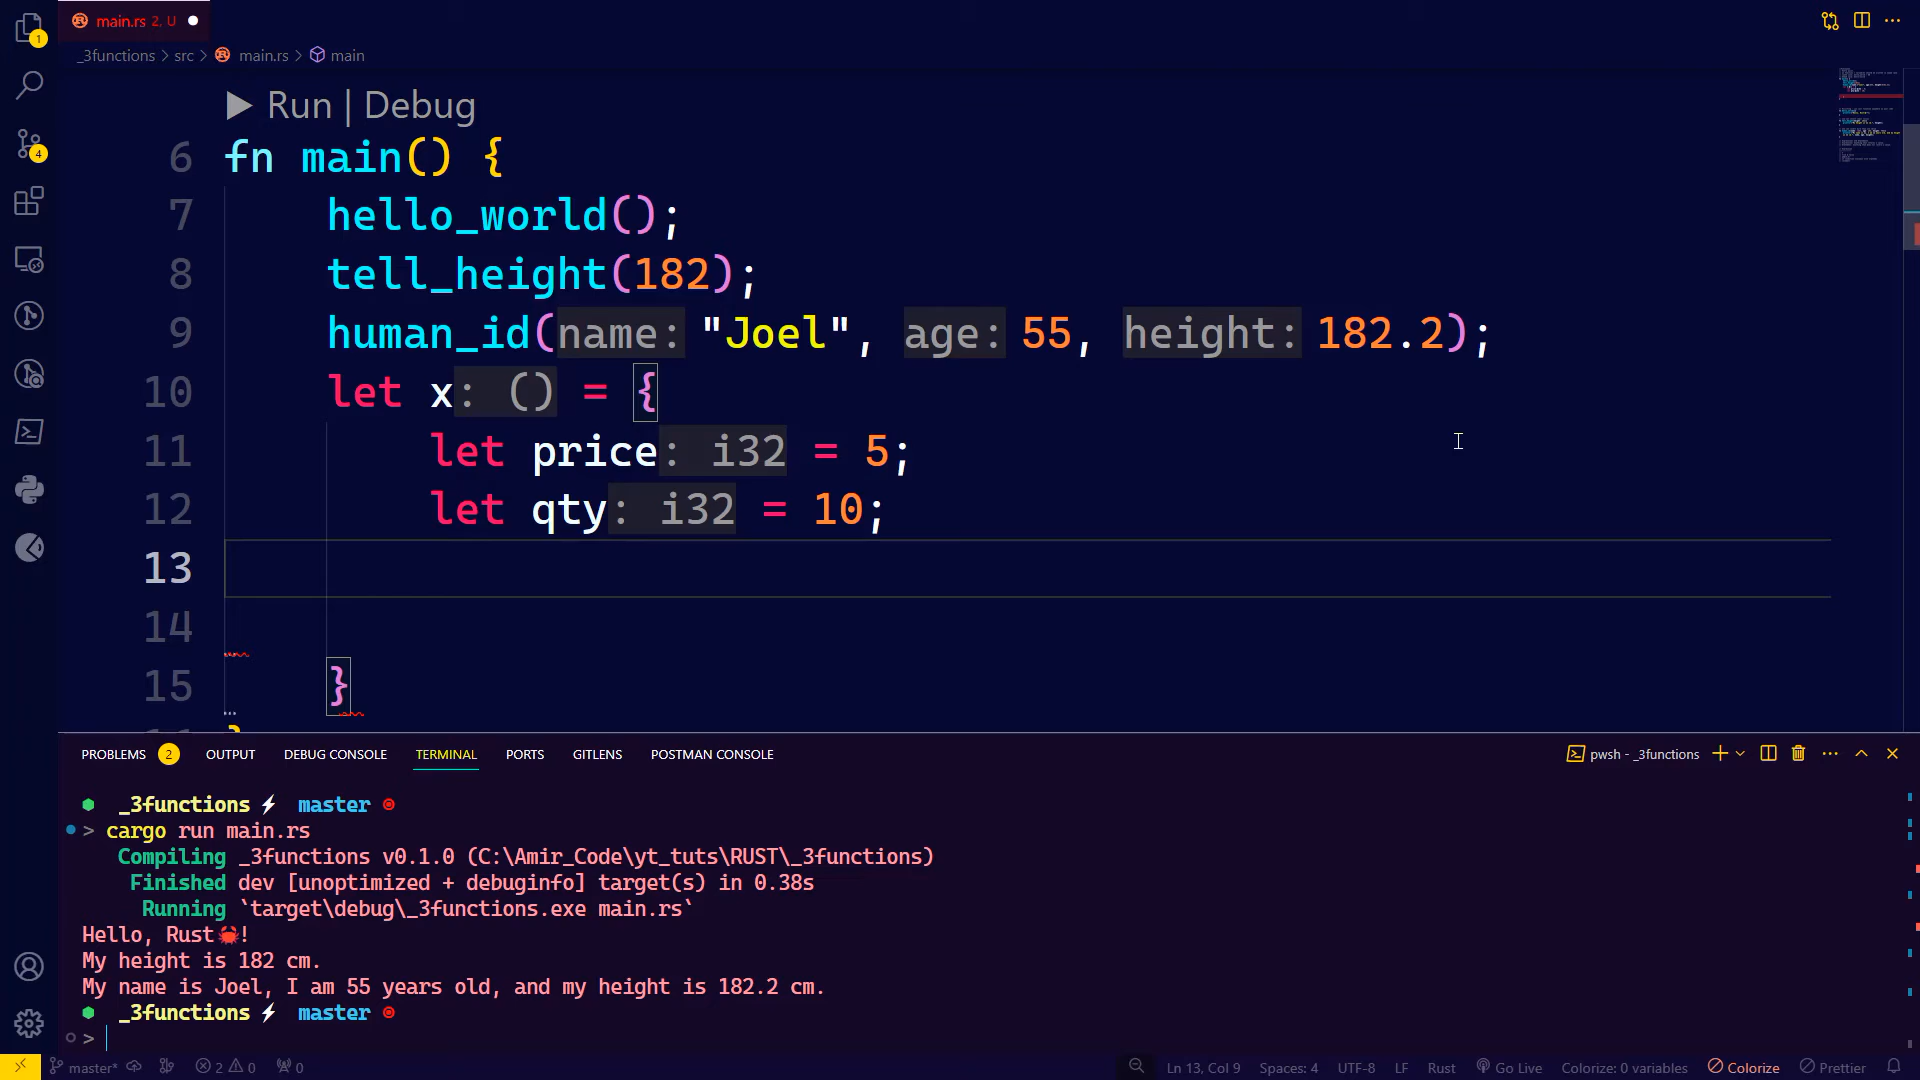 1
main.rs 2, U
_3functions > src > main.rs > main
Run | Debug
6 fn main() {
7 hello_world();
8 tell_height(182);
9 human_id(name: "Joel", age: 55, height: 182.2);
10 let x: () = {
11 let price: i32 = 5;
12 let qty: i32 = 10;
13
14
15 }
4
PROBLEMS 2 OUTPUT DEBUG CONSOLE TERMINAL PORTS GITLENS POSTMAN CONSOLE pwsh - _3functions
_3functions ⚡ master
> cargo run main.rs
Compiling _3functions v0.1.0 (C:\Amir_Code\yt_tuts\RUST\_3functions)
Finished dev [unoptimized + debuginfo] target(s) in 0.38s
Running `target\debug\_3functions.exe main.rs`
Hello, Rust🦀!
My height is 182 cm.
My name is Joel, I am 55 years old, and my height is 182.2 cm.
_3functions ⚡ master
>
master* 2 0 0 Ln 13, Col 9 Spaces: 4 UTF-8 LF Rust Go Live Colorize: 0 variables Colorize Prettier